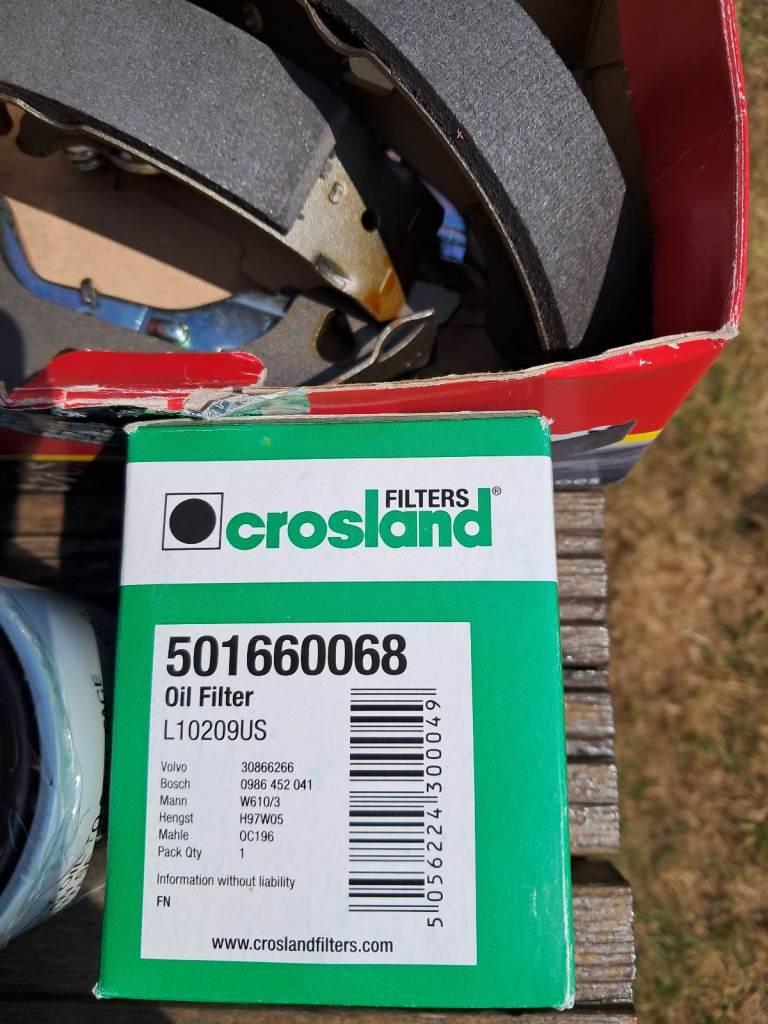 FILTERS
crosland®
501660068
Oil Filter
L10209US
Volvo 30866266
Bosch 0986 452 041
Mann W610/3
Hengst H97W05
Mahle OC196
Pack Qty 1
Information without liability
FN
www.croslandfilters.com
5 056224 300049